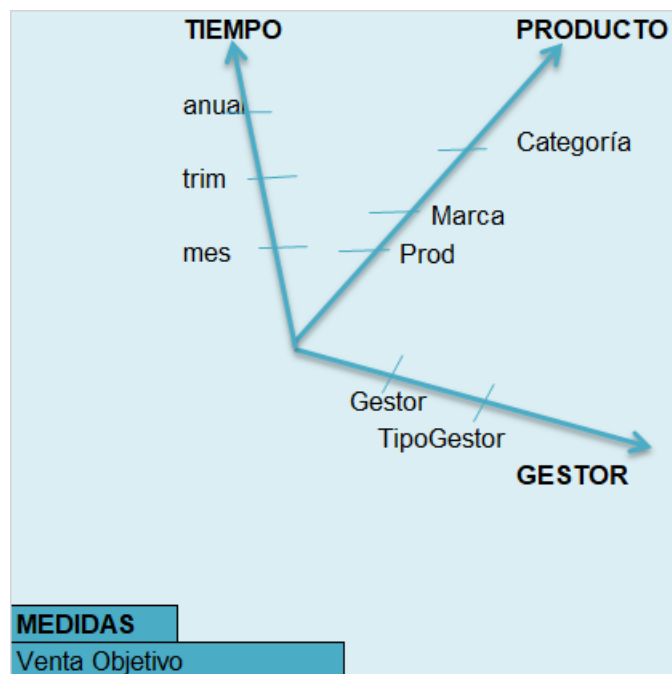 TIEMPO
PRODUCTO
anual
Categoría
trim
Marca
mes
Prod
Gestor
TipoGestor
GESTOR
MEDIDAS
Venta Objetivo